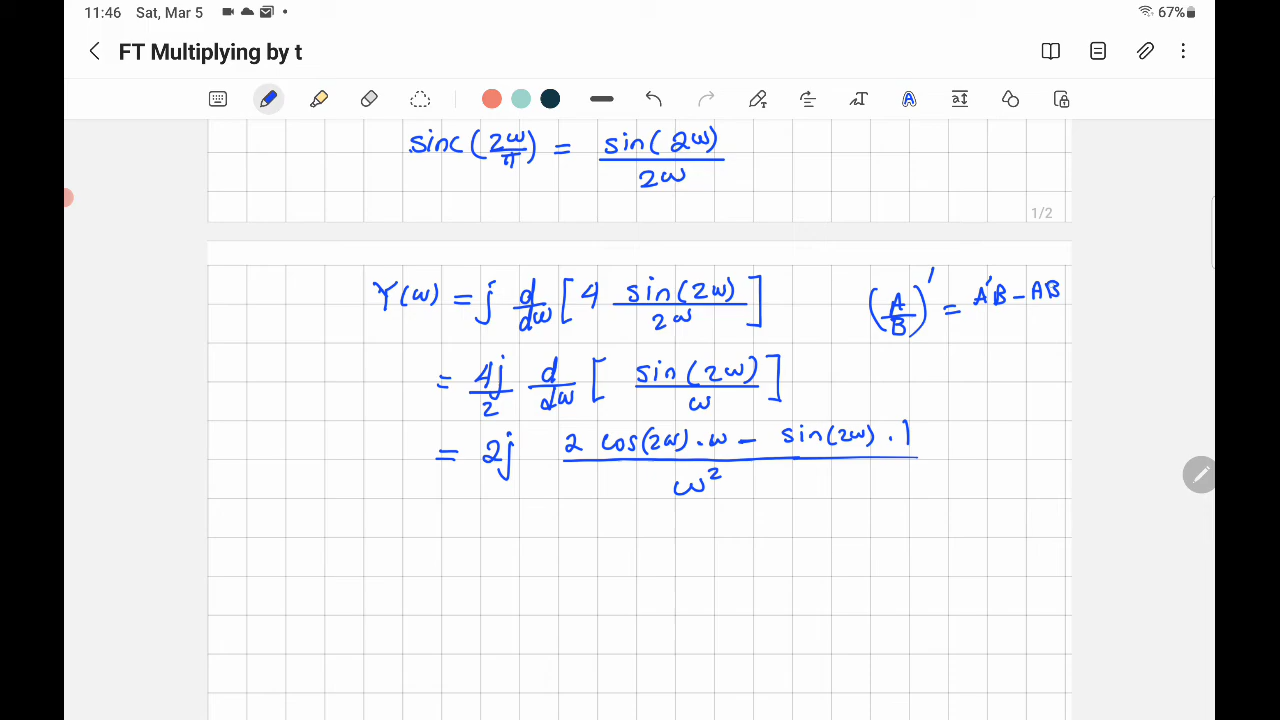 11:46 Sat, Mar 5 67%
FT Multiplying by t
sinc(2ω/π) = sin(2ω)/2ω
1/2
Y(ω) = j d/dω [4 sin(2ω)/2ω] (A/B)' = A'B - AB
= 4j/2 d/dω [sin(2ω)/ω]
= 2j (2 cos(2ω) · ω - sin(2ω) · 1)/ω²